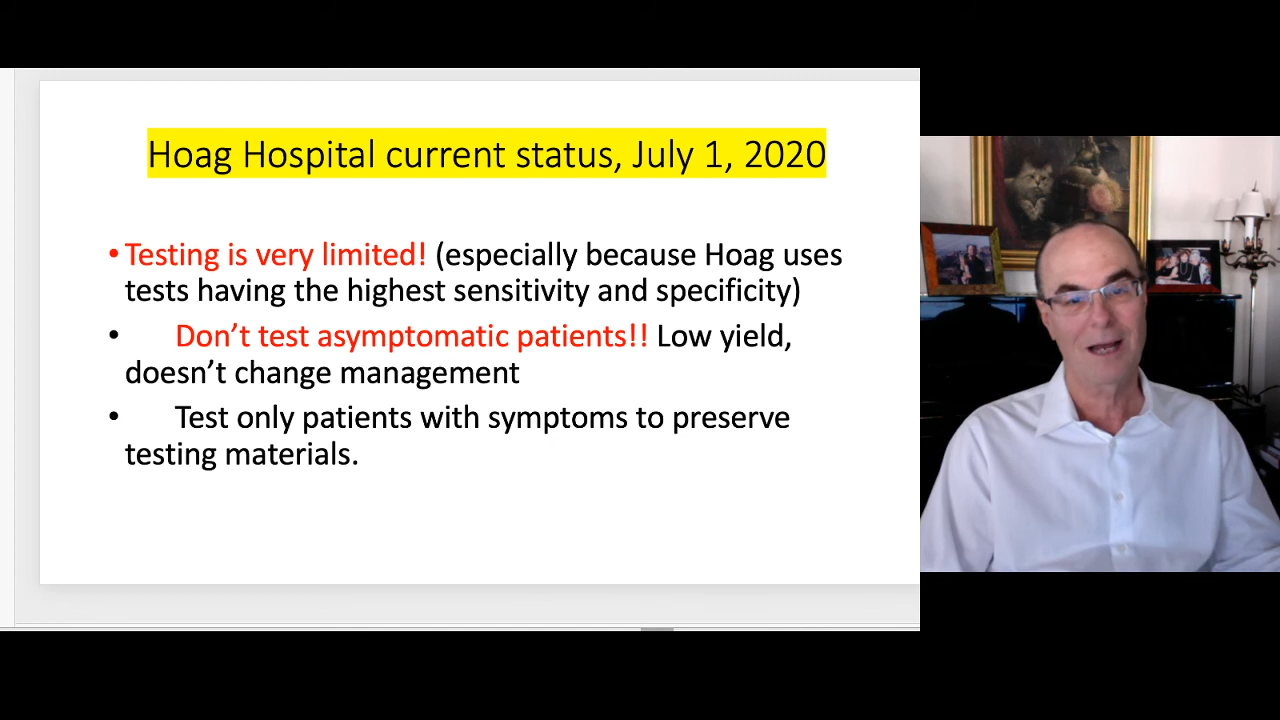 Hoag Hospital current status, July 1, 2020
• Testing is very limited! (especially because Hoag uses
tests having the highest sensitivity and specificity)
• Don’t test asymptomatic patients!! Low yield,
doesn’t change management
• Test only patients with symptoms to preserve
testing materials.